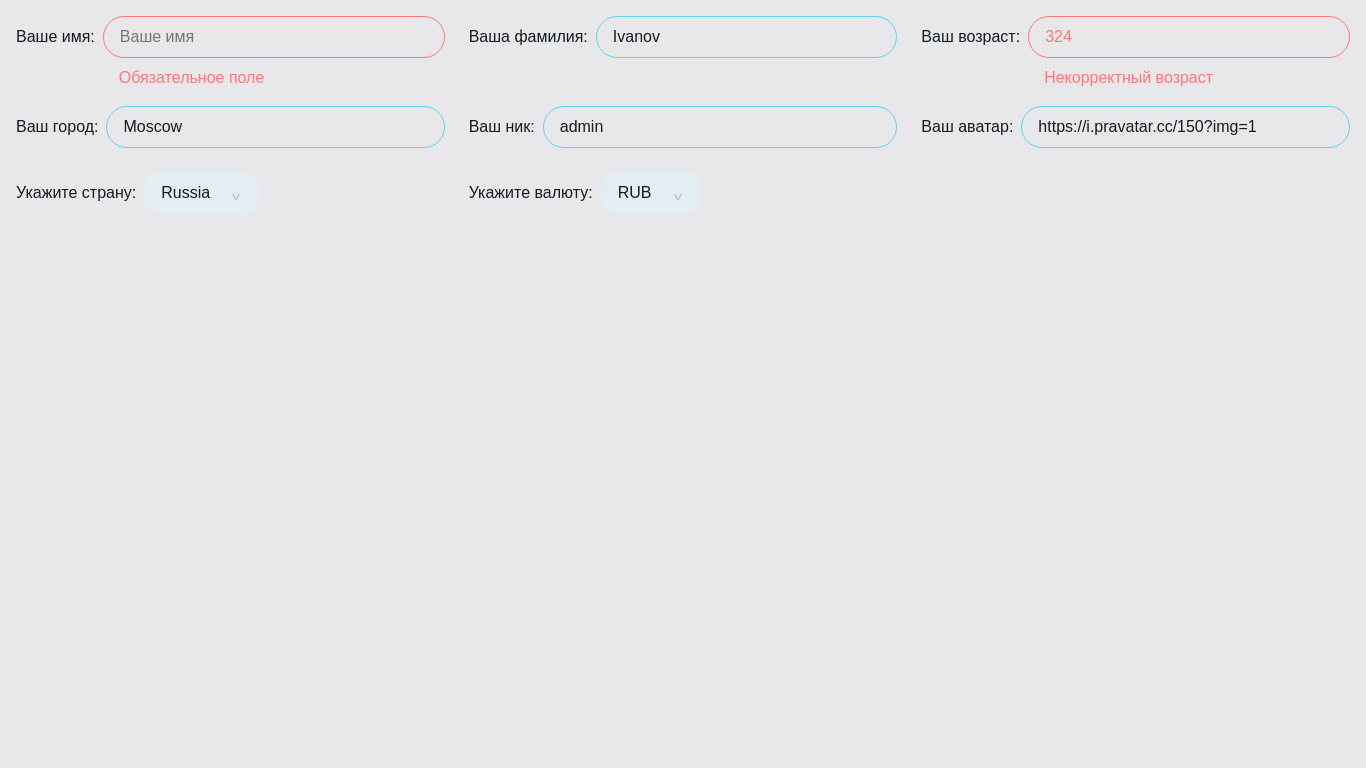 Ваше имя: Ваше имя Ваша фамилия: Ivanov Ваш возраст: 324
Обязательное поле Некорректный возраст
Ваш город: Moscow Ваш ник: admin Ваш аватар: https://i.pravatar.cc/150?img=1
Укажите страну: Russia Укажите валюту: RUB